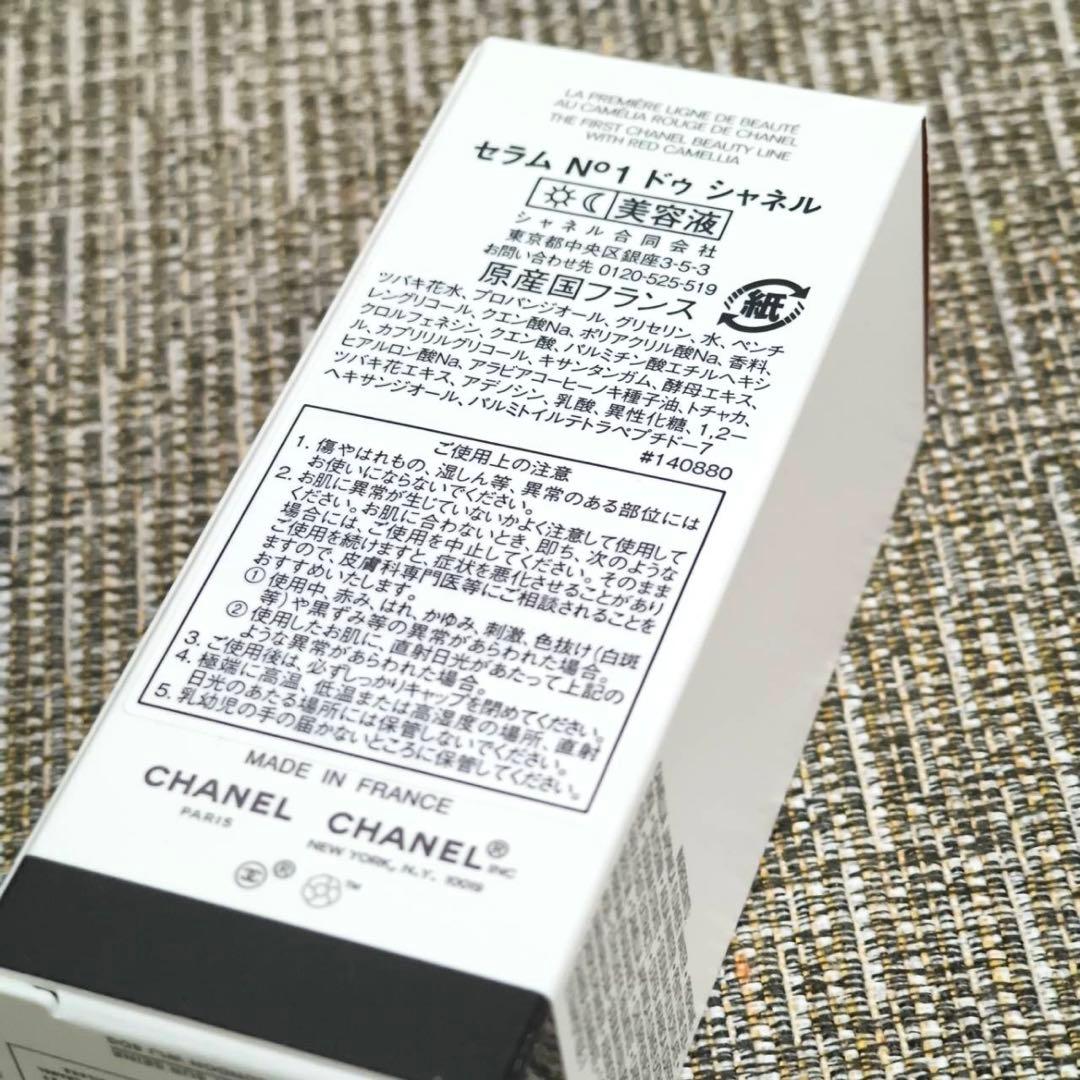 LA PREMIÈRE LIGNE DE BEAUTÉ
AU CAMÉLIA ROUGE DE CHANEL
THE FIRST CHANEL BEAUTY LINE
WITH RED CAMELLIA
セラム Nº1 ドゥ シャネル
美容液
シャネル合同会社
東京都中央区銀座3-5-3
お問い合わせ先 0120-525-519
原産国フランス
紙
ツバキ花水、プロパンジオール、グリセリン、水、ペンチ
レングリコール、クエン酸Na、ポリアクリル酸Na、香料、
クロルフェネシン、クエン酸、パルミチン酸エチルヘキシ
ル、カプリリルグリコール、キサンタンガム、酵母エキス、
ヒアルロン酸Na、アラビアコーヒーノキ種子油、トチャカ、
ツバキ花エキス、アデノシン、乳酸、異性化糖、1,2-
ヘキサンジオール、パルミトイルテトラペプチド-7
#140880
ご使用上の注意
1. 傷やはれもの、湿しん等、異常のある部位には
お使いにならないでください。
2. お肌に異常が生じていないかよく注意して使用して
ください。お肌に合わないとき、即ち、次のような
場合には、ご使用を中止してください。そのまま
ご使用を続けますと、症状を悪化させることがあり
ますので、皮膚科専門医等にご相談されることを
おすすめいたします。
① 使用中、赤み、はれ、かゆみ、刺激、色抜け(白斑
等)や黒ずみ等の異常があらわれた場合。
② 使用したお肌に、直射日光があたって上記の
ような異常があらわれた場合。
3. ご使用後は、必ずしっかりキャップを閉めてください。
4. 極端に高温、低温または高湿度の場所、直射
日光のあたる場所には保管しないでください。
5. 乳幼児の手の届かないところに保管してください。
MADE IN FRANCE
CHANEL CHANEL® INC
PARIS NEW YORK, N.Y. 10019
® ™